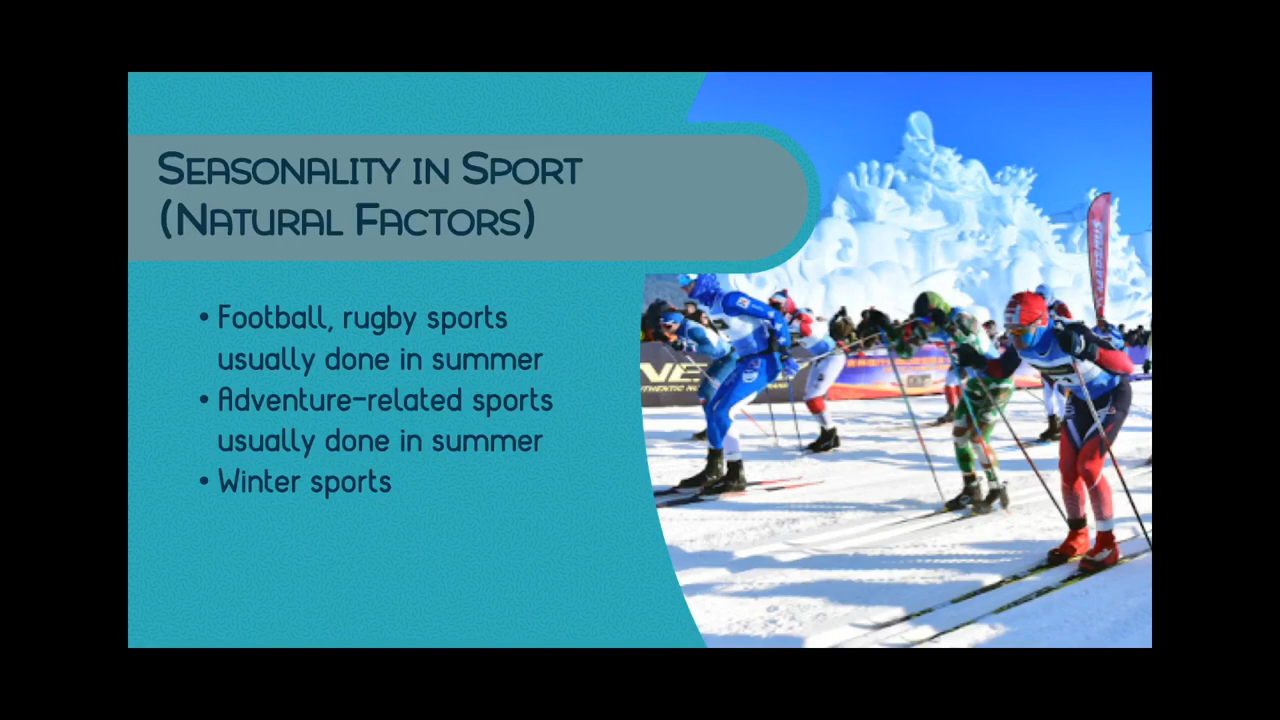 SEASONALITY IN SPORT
(NATURAL FACTORS)
• Football, rugby sports
usually done in summer
• Adventure-related sports
usually done in summer
• Winter sports